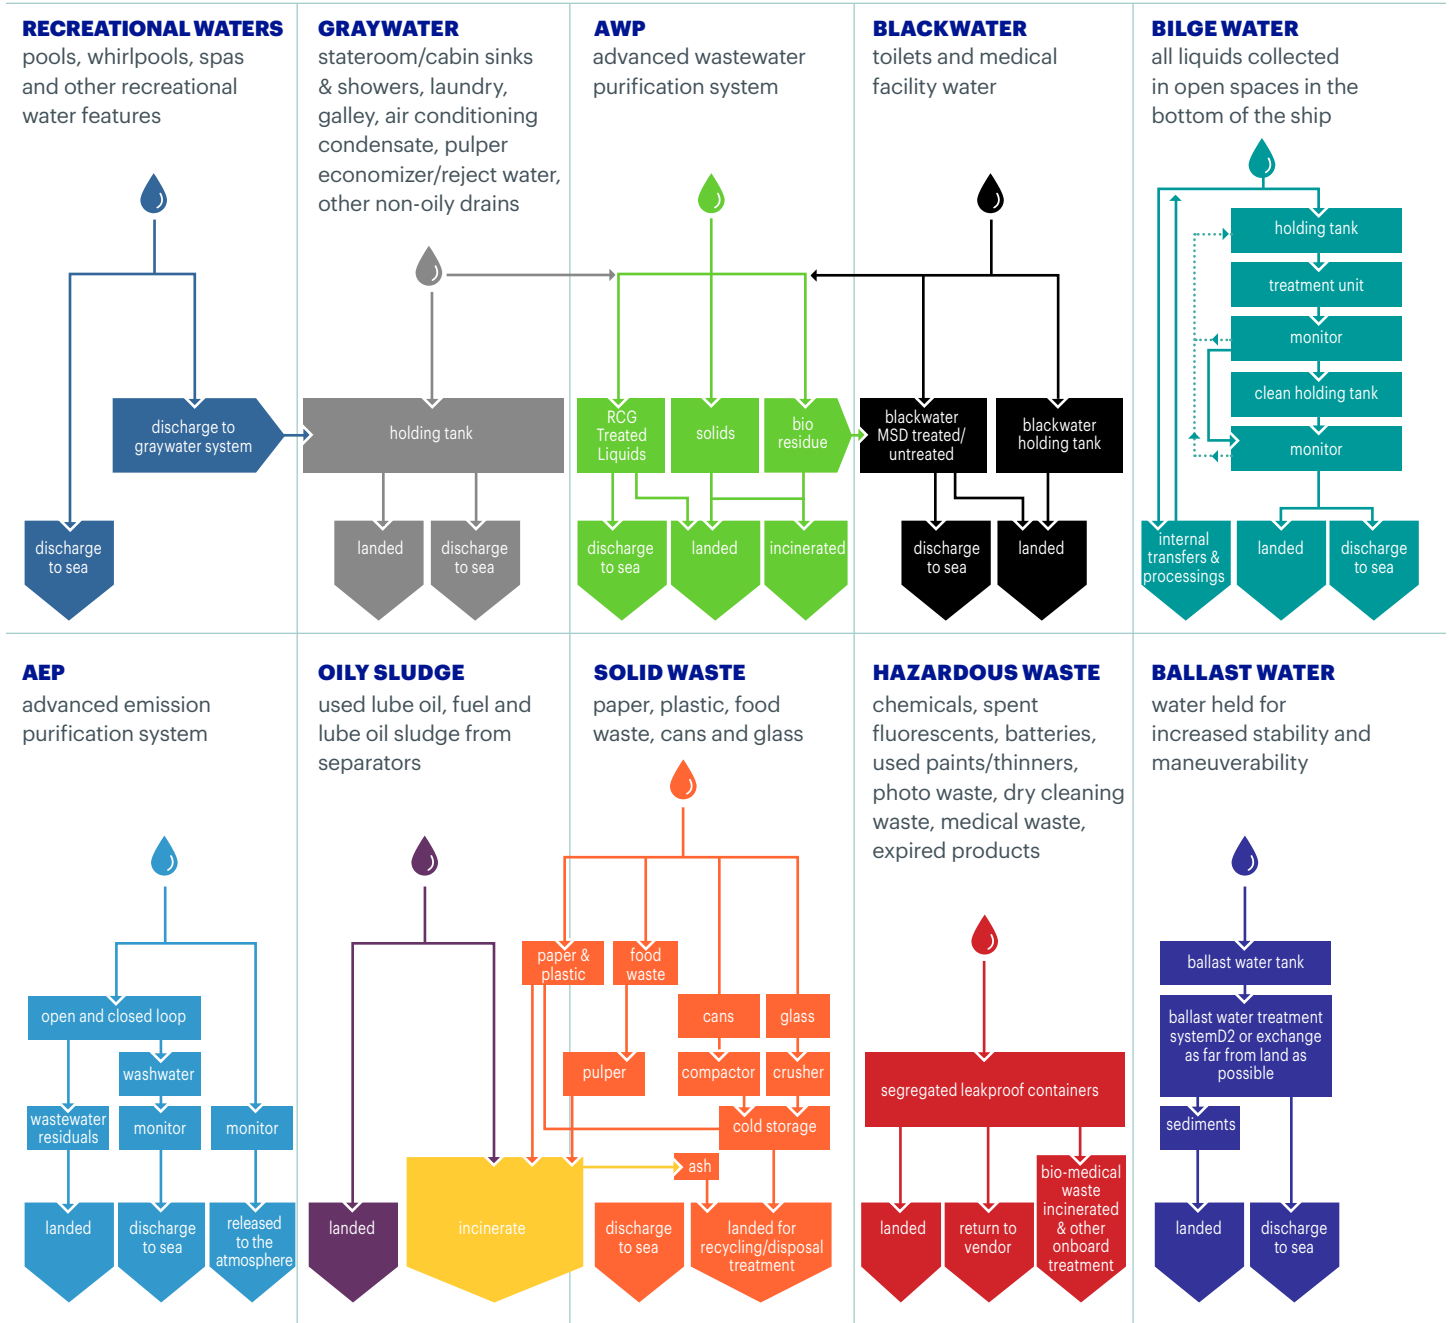 RECREATIONAL WATERS
pools, whirlpools, spas
and other recreational
water features
discharge to
graywater system
discharge
to sea
GRAYWATER
stateroom/cabin sinks
& showers, laundry,
galley, air conditioning
condensate, pulper
economizer/reject water,
other non-oily drains
holding tank
landed
discharge
to sea
AWP
advanced wastewater
purification system
RCG
Treated
Liquids
solids
bio
residue
discharge
to sea
landed
incinerated
BLACKWATER
toilets and medical
facility water
blackwater
MSD treated/
untreated
blackwater
holding tank
discharge
to sea
landed
BILGE WATER
all liquids collected
in open spaces in the
bottom of the ship
holding tank
treatment unit
monitor
clean holding tank
monitor
internal
transfers &
processings
landed
discharge
to sea
AEP
advanced emission
purification system
open and closed loop
washwater
wastewater
residuals
monitor
monitor
landed
discharge
to sea
released
to the
atmosphere
OILY SLUDGE
used lube oil, fuel and
lube oil sludge from
separators
landed
incinerate
SOLID WASTE
paper, plastic, food
waste, cans and glass
paper &
plastic
food
waste
cans
glass
pulper
compactor
crusher
cold storage
ash
discharge
to sea
landed for
recycling/disposal
treatment
HAZARDOUS WASTE
chemicals, spent
fluorescents, batteries,
used paints/thinners,
photo waste, dry cleaning
waste, medical waste,
expired products
segregated leakproof containers
landed
return to
vendor
bio-medical
waste
incinerated
& other
onboard
treatment
BALLAST WATER
water held for
increased stability and
maneuverability
ballast water tank
ballast water treatment
systemD2 or exchange
as far from land as
possible
sediments
landed
discharge
to sea